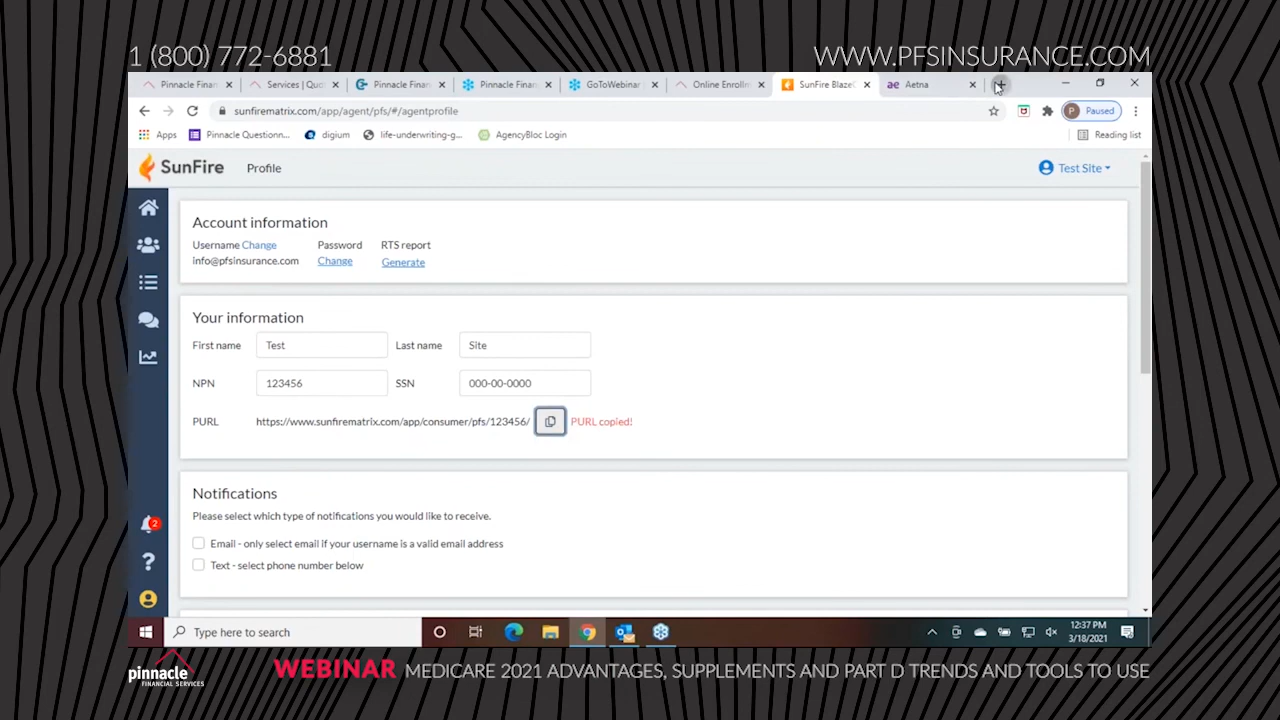 1 (800) 772-6881
WWW.PFSINSURANCE.COM
Pinnacle Finan
Services | Quo
Pinnacle Finan
Pinnacle Finan
GoToWebinar
Online Enrollm
SunFire Blaze
Aetna
sunfirematrix.com/app/agent/pfs/#/agentprofile
Paused
Apps
Pinnacle Questionn...
digium
life-underwriting-g...
AgencyBloc Login
Reading list
SunFire
Profile
Test Site
Account information
Username Change
Password
RTS report
info@pfsinsurance.com
Change
Generate
Your information
First name
Test
Last name
Site
NPN
123456
SSN
000-00-0000
PURL
https://www.sunfirematrix.com/app/consumer/pfs/123456/
PURL copied!
Notifications
Please select which type of notifications you would like to receive.
Email - only select email if your username is a valid email address
Text - select phone number below
2
Type here to search
12:37 PM
3/18/2021
pinnacle
FINANCIAL SERVICES
WEBINAR MEDICARE 2021 ADVANTAGES, SUPPLEMENTS AND PART D TRENDS AND TOOLS TO USE